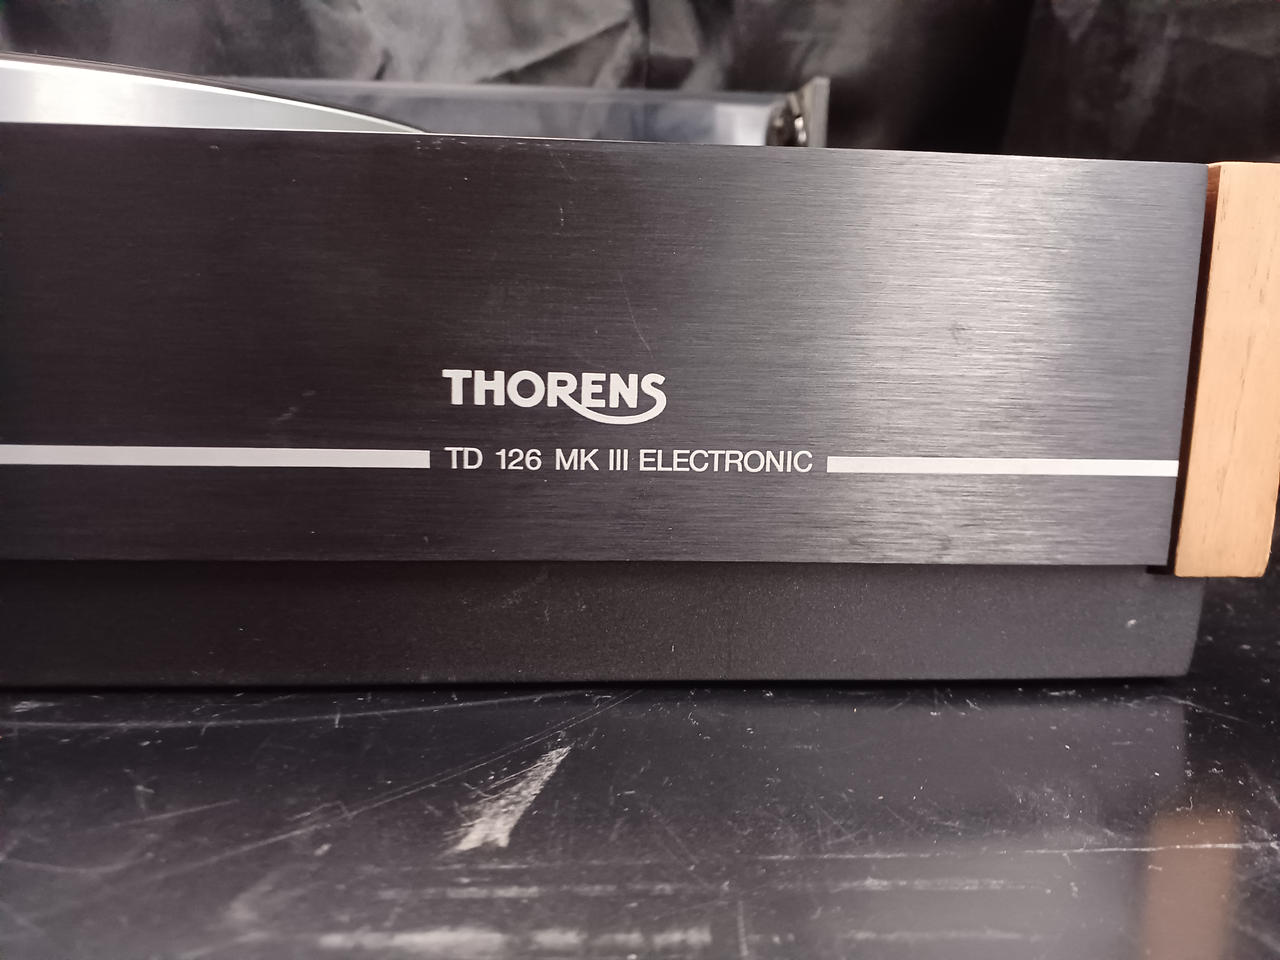 THORENS
TD 126 MK III ELECTRONIC